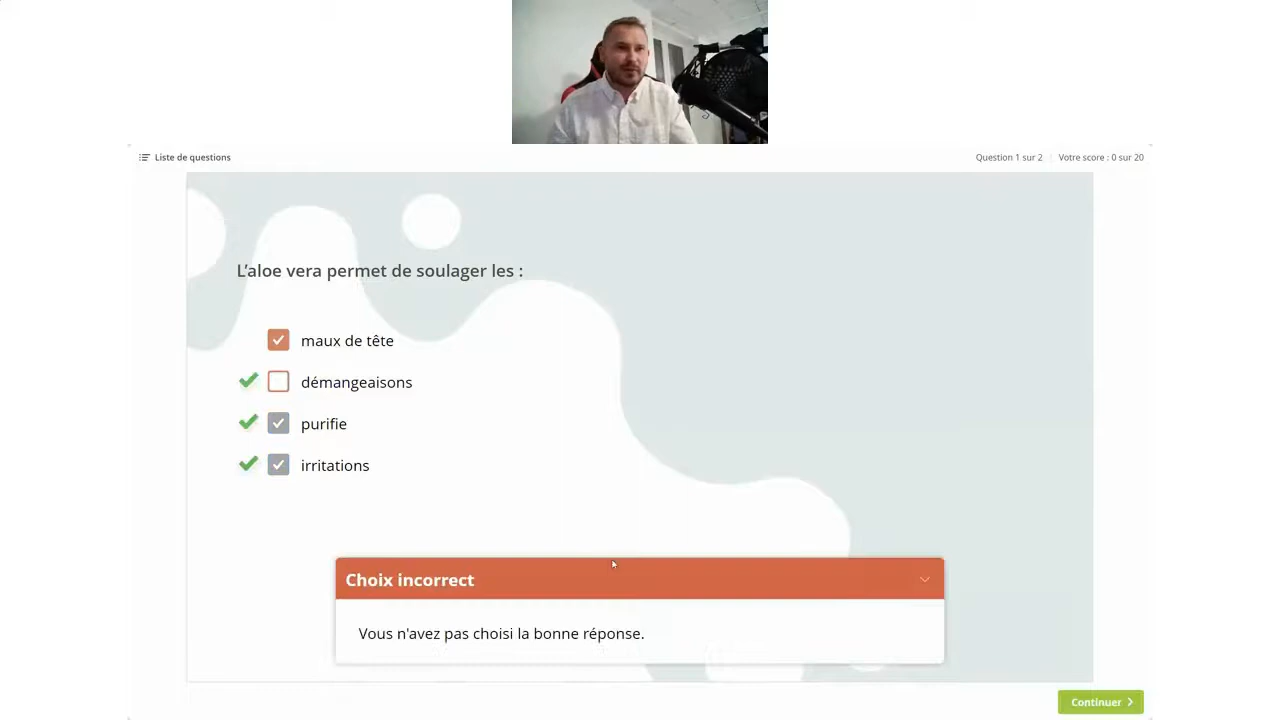 Liste de questions
Question 1 sur 2
Votre score : 0 sur 20
L’aloe vera permet de soulager les :
maux de tête
démangeaisons
purifie
irritations
Choix incorrect
Vous n'avez pas choisi la bonne réponse.
Continuer